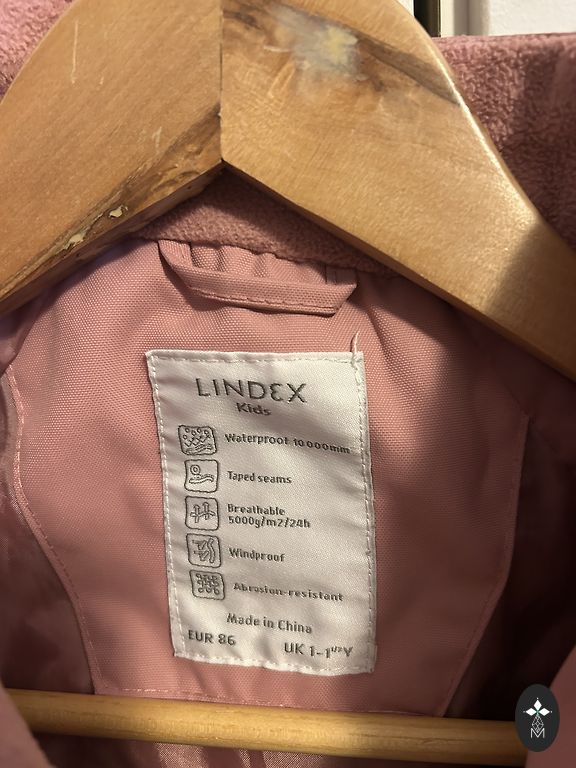 LINDEX
Kids
Waterproof 10 000mm
Taped seams
Breathable
5000g/m2/24h
Windproof
Abrasion-resistant
Made in China
EUR 86 UK 1-1¹/²Y
M